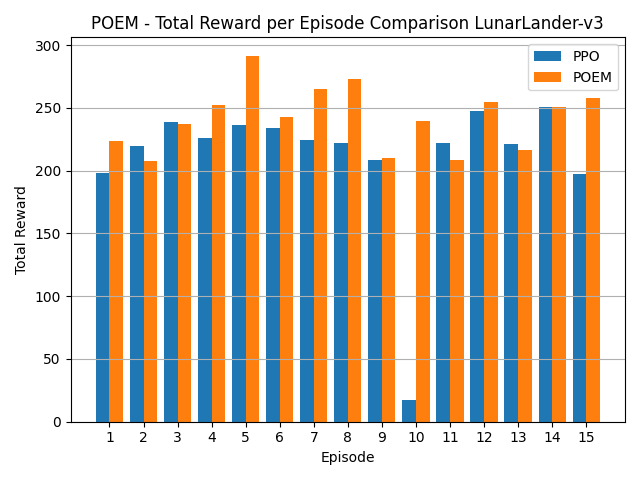 POEM - Total Reward per Episode Comparison LunarLander-v3
PPO
POEM
Total Reward
300
250
200
150
100
50
0
1 2 3 4 5 6 7 8 9 10 11 12 13 14 15
Episode